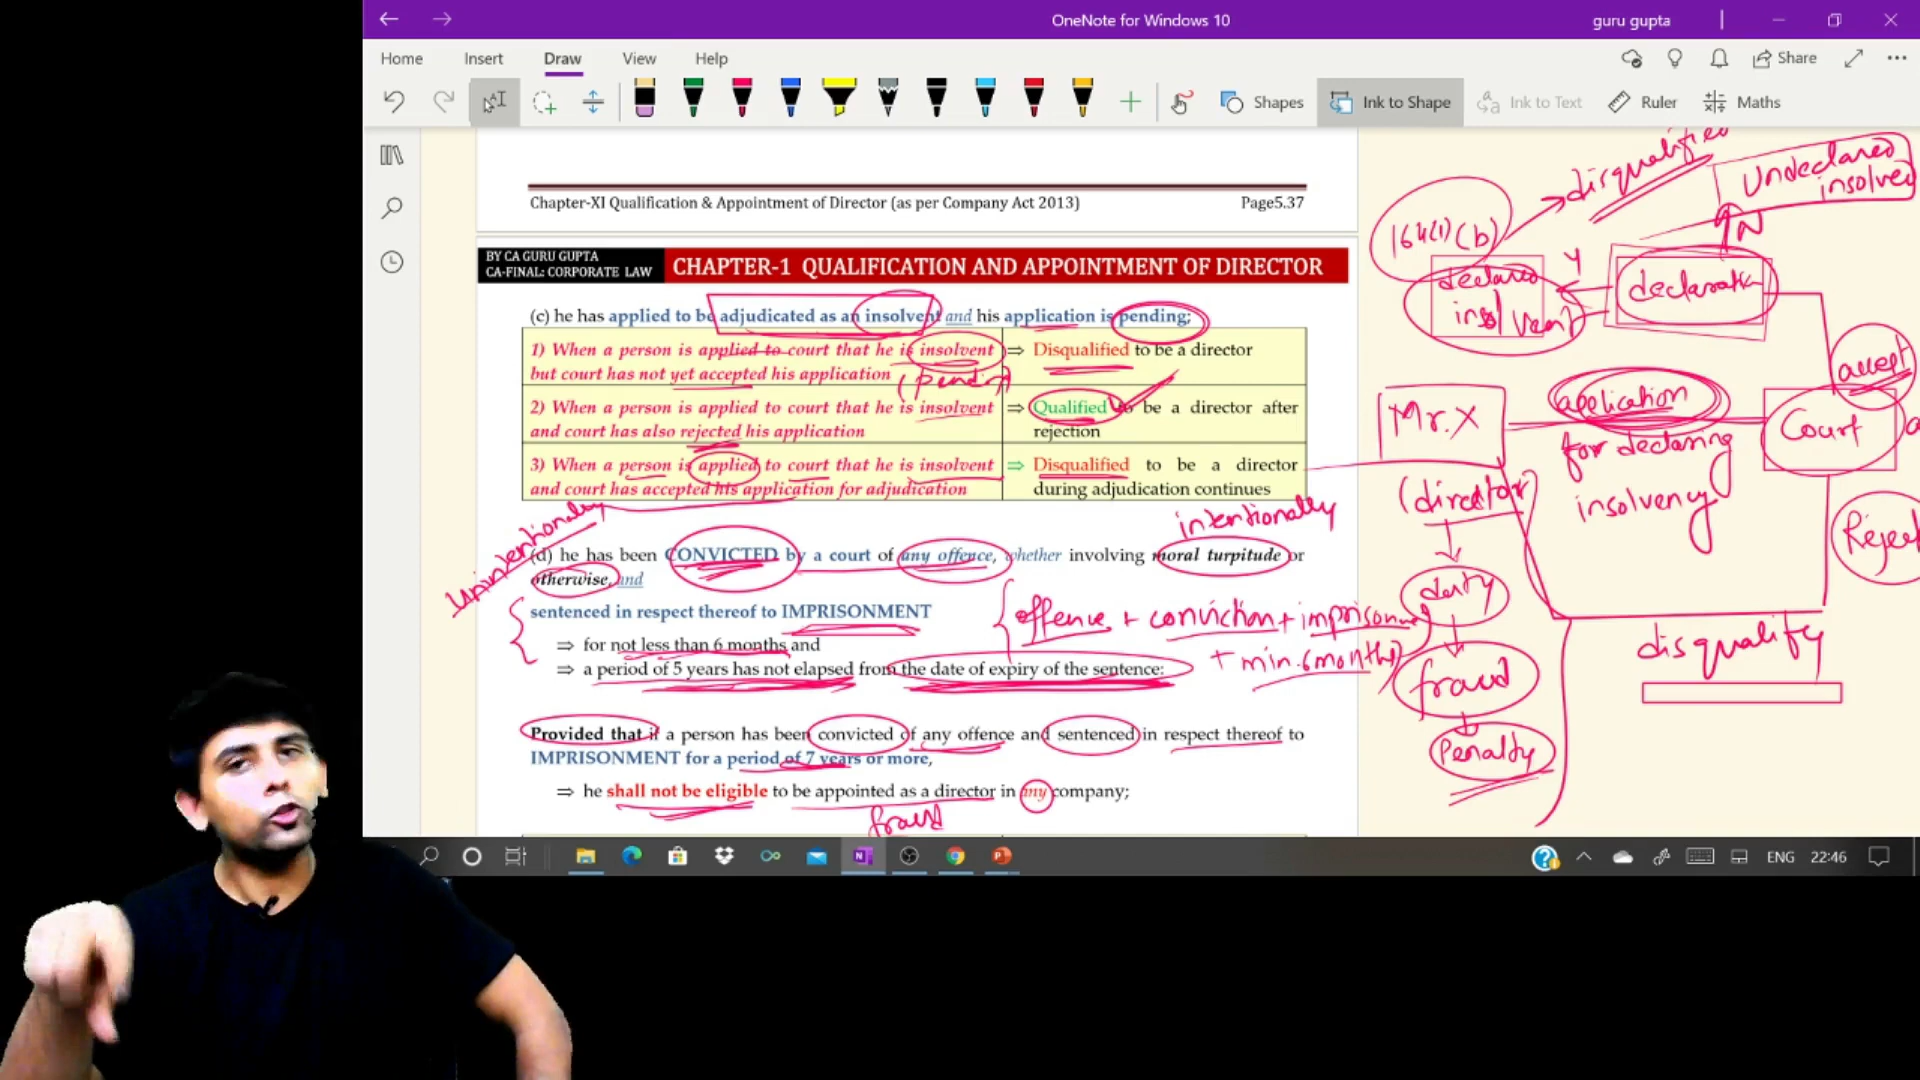 OneNote for Windows 10
guru gupta
Home
Insert
Draw
View
Help
Share
Shapes
Ink to Shape
Ink to Text
Ruler
Maths
Chapter-XI Qualification & Appointment of Director (as per Company Act 2013)
Page5.37
BY CA GURU GUPTA
CA-FINAL: CORPORATE LAW
CHAPTER-1 QUALIFICATION AND APPOINTMENT OF DIRECTOR
(c) he has applied to be adjudicated as an insolvent and his application is pending;
1) When a person is applied to court that he is insolvent
but court has not yet accepted his application
(pending)
⇒ Disqualified to be a director
2) When a person is applied to court that he is insolvent
and court has also rejected his application
⇒ Qualified to be a director after
rejection
3) When a person is applied to court that he is insolvent
and court has accepted his application for adjudication
⇒ Disqualified to be a director
during adjudication continues
unintentionally
intentionally
(d) he has been CONVICTED by a court of any offence, whether involving moral turpitude or
otherwise, and
sentenced in respect thereof to IMPRISONMENT
⇒ for not less than 6 months and
⇒ a period of 5 years has not elapsed from the date of expiry of the sentence:
offence + conviction + imprisonme
+ min. 6 months
Provided that if a person has been convicted of any offence and sentenced in respect thereof to
IMPRISONMENT for a period of 7 years or more,
⇒ he shall not be eligible to be appointed as a director in any company;
fraud
disqualified
Undeclared
insolvent
164(1)(b)
N
Y
declared
insolvent
declaration
accept
Mr. X
application
for declaring
insolvency
Court
(director)
Reject
duty
fraud
Penalty
disqualify
ENG
22:46